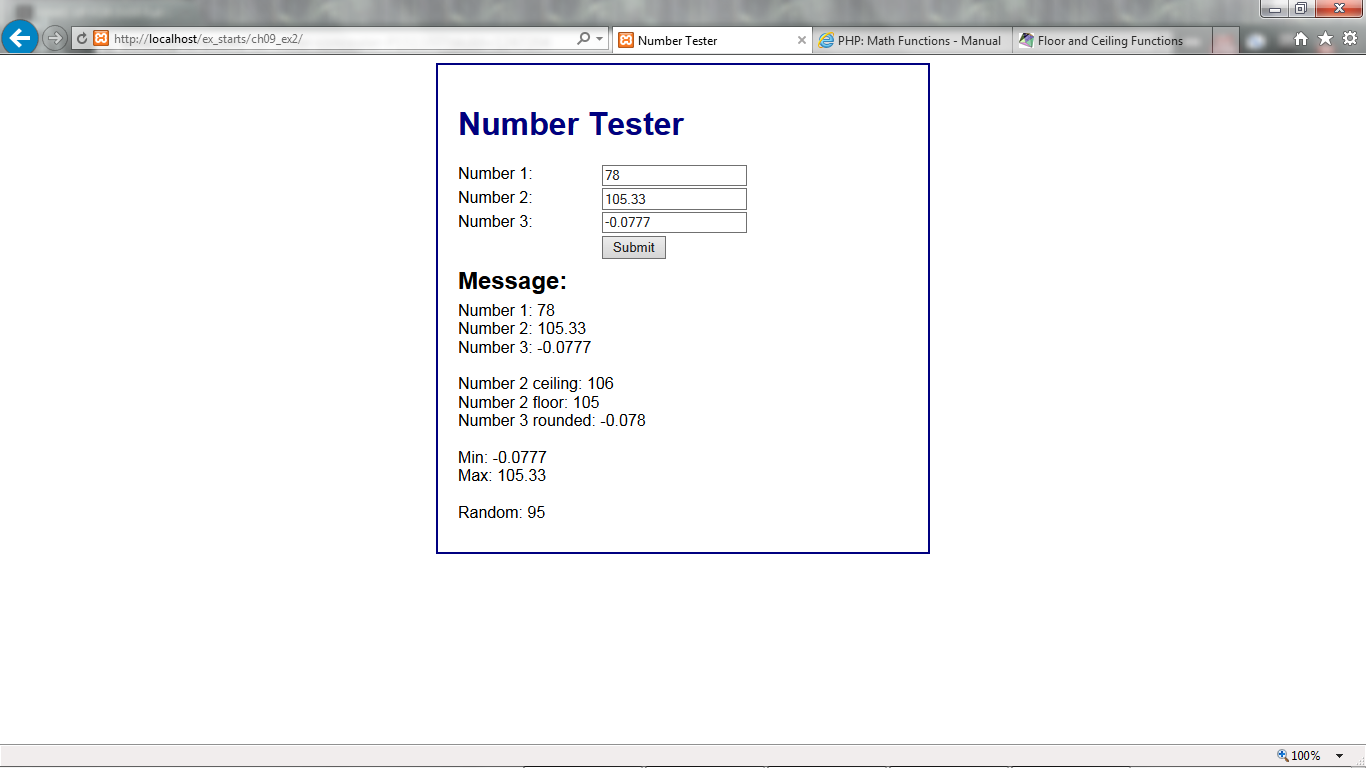 http://localhost/ex_starts/ch09_ex2/
Number Tester
PHP: Math Functions - Manual
Floor and Ceiling Functions
Number Tester
Number 1: 78
Number 2: 105.33
Number 3: -0.0777
Submit
Message:
Number 1: 78
Number 2: 105.33
Number 3: -0.0777
Number 2 ceiling: 106
Number 2 floor: 105
Number 3 rounded: -0.078
Min: -0.0777
Max: 105.33
Random: 95
100%